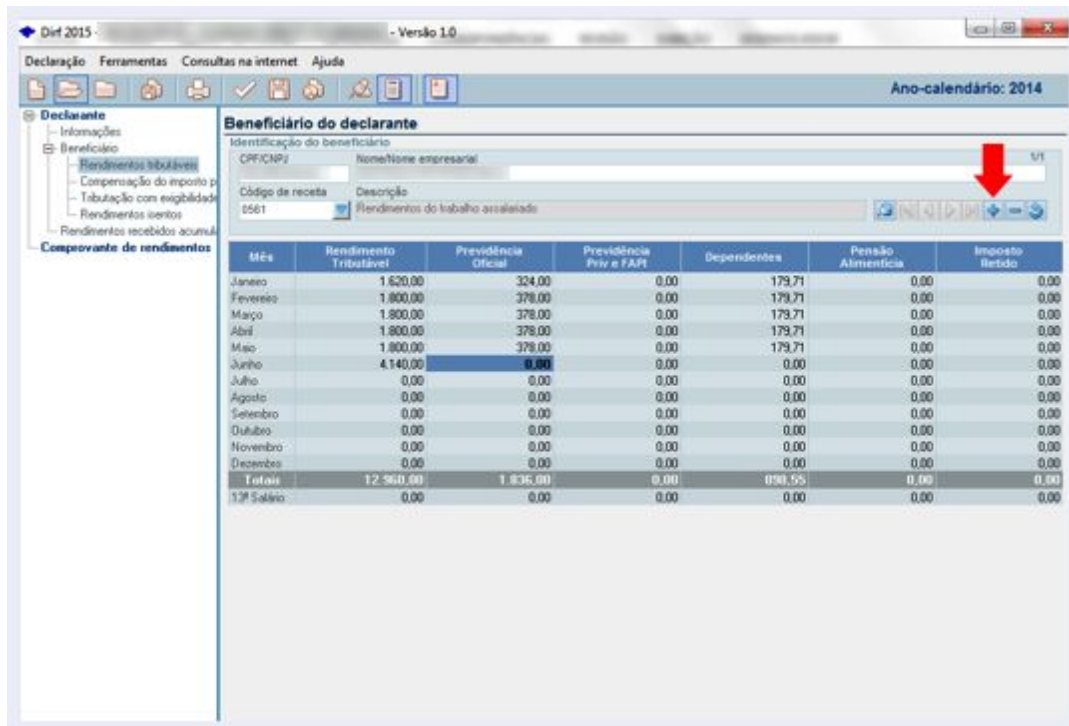 Dirf 2015 - - Versão 1.0
Declaração Ferramentas Consultas na internet Ajuda
Ano-calendário: 2014
Declarante
Informações
Beneficiário
Rendimentos tributáveis
Compensação do imposto p
Tributação com exigibilidade
Rendimentos isentos
Rendimentos recebidos acumul
Comprovante de rendimentos
Beneficiário do declarante
Identificação do beneficiário
CPF/CNPJ Nome/Nome empresarial 1/1
Código de receita Descrição
0561 Rendimentos do trabalho assalariado
Mês Rendimento Tributável Previdência Oficial Previdência Priv e FAPI Dependentes Pensão Alimentícia Imposto Retido
Janeiro 1.620,00 324,00 0,00 179,71 0,00 0,00
Fevereiro 1.800,00 378,00 0,00 179,71 0,00 0,00
Março 1.800,00 378,00 0,00 179,71 0,00 0,00
Abril 1.800,00 378,00 0,00 179,71 0,00 0,00
Maio 1.800,00 378,00 0,00 179,71 0,00 0,00
Junho 4.140,00 0,00 0,00 0,00 0,00 0,00
Julho 0,00 0,00 0,00 0,00 0,00 0,00
Agosto 0,00 0,00 0,00 0,00 0,00 0,00
Setembro 0,00 0,00 0,00 0,00 0,00 0,00
Outubro 0,00 0,00 0,00 0,00 0,00 0,00
Novembro 0,00 0,00 0,00 0,00 0,00 0,00
Dezembro 0,00 0,00 0,00 0,00 0,00 0,00
Totais 12.960,00 1.836,00 0,00 898,55 0,00 0,00
13º Salário 0,00 0,00 0,00 0,00 0,00 0,00